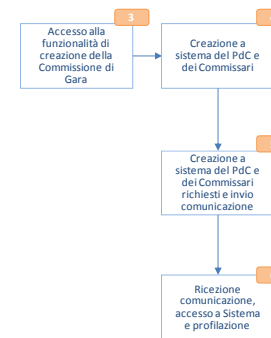 3
Accesso alla
funzionalità di
creazione della
Commissione di
Gara
Creazione a
sistema del PdC e
dei Commissari
Creazione a
sistema del PdC e
dei Commissari
richiesti e invio
comunicazione
Ricezione
comunicazione,
accesso a Sistema
e profilazione